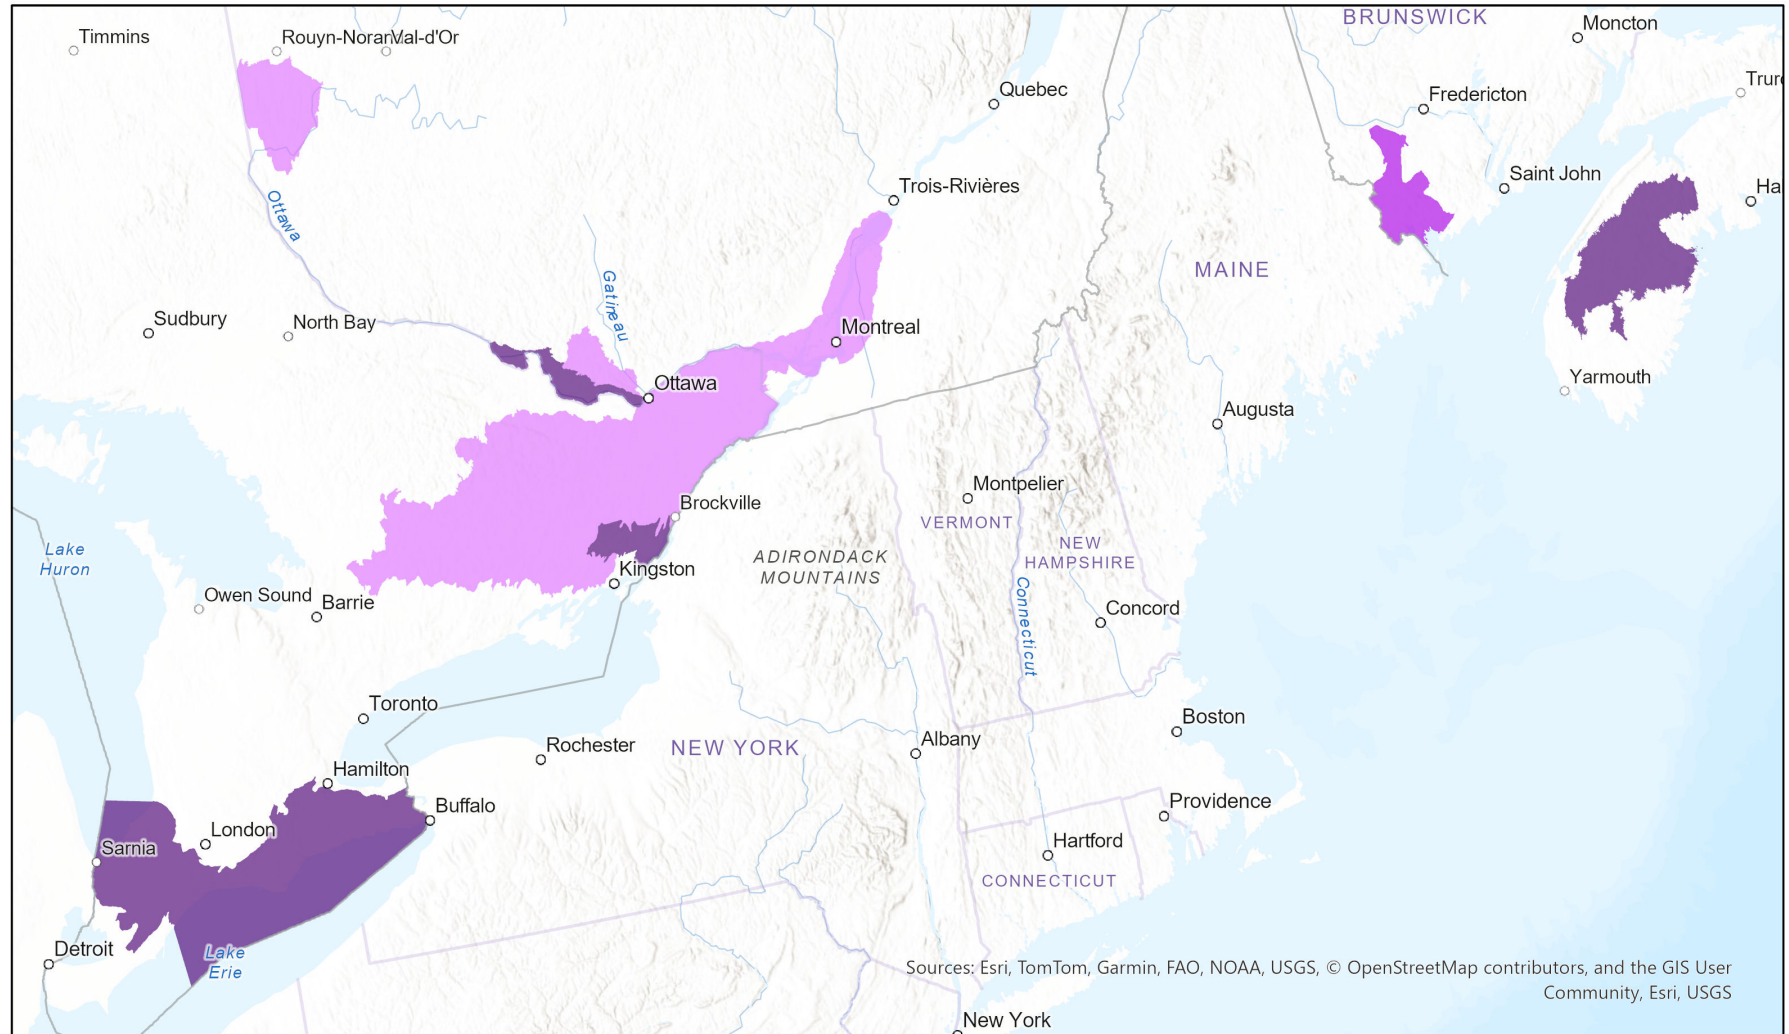 BRUNSWICK
Moncton
Timmins
Rouyn-Noran
Val-d'Or
Quebec
Fredericton
Trur
Trois-Rivières
Saint John
Ha
Ottawa
MAINE
Gatineau
Sudbury
North Bay
Montreal
Yarmouth
Ottawa
Augusta
Montpelier
Brockville
VERMONT
NEW
HAMPSHIRE
Lake
Huron
ADIRONDACK
MOUNTAINS
Kingston
Owen Sound
Barrie
Connecticut
Concord
Toronto
Boston
Rochester
NEW YORK
Albany
Hamilton
Buffalo
Providence
London
Sarnia
Hartford
CONNECTICUT
Detroit
Lake
Erie
Sources: Esri, TomTom, Garmin, FAO, NOAA, USGS, © OpenStreetMap contributors, and the GIS User
Community, Esri, USGS
New York